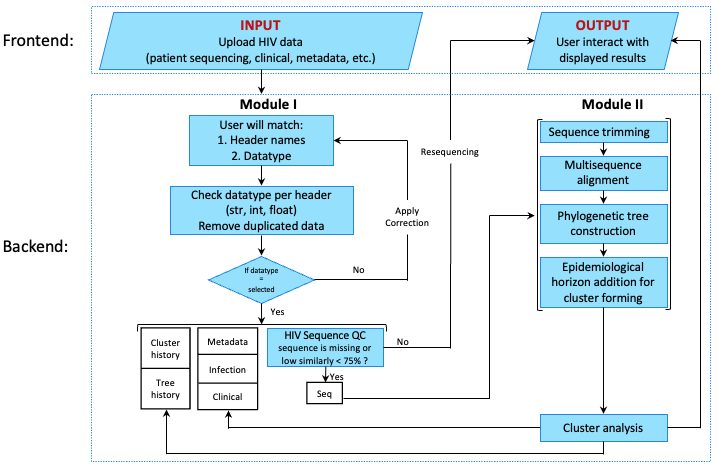 Frontend:
INPUT
Upload HIV data
(patient sequencing, clinical, metadata, etc.)
OUTPUT
User interact with
displayed results
Backend:
Module I
User will match:
1. Header names
2. Datatype
Check datatype per header
(str, int, float)
Remove duplicated data
If datatype
=
selected
No
Apply
Correction
Yes
Cluster
history
Tree
history
Metadata
Infection
Clinical
HIV Sequence QC
sequence is missing or
low similarly < 75% ?
No
Yes
Seq
Resequencing
Module II
Sequence trimming
Multisequence
alignment
Phylogenetic tree
construction
Epidemiological
horizon addition for
cluster forming
Cluster analysis